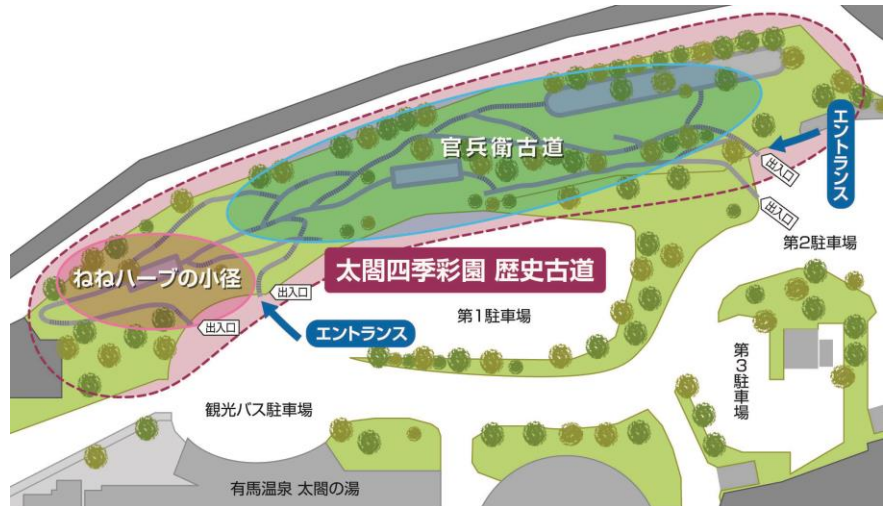 官兵衛古道
エントランス
出入口
出入口
第2駐車場
ねねハーブの小径
太閤四季彩園 歴史古道
出入口
第1駐車場
出入口
エントランス
第3駐車場
観光バス駐車場
有馬温泉 太閤の湯